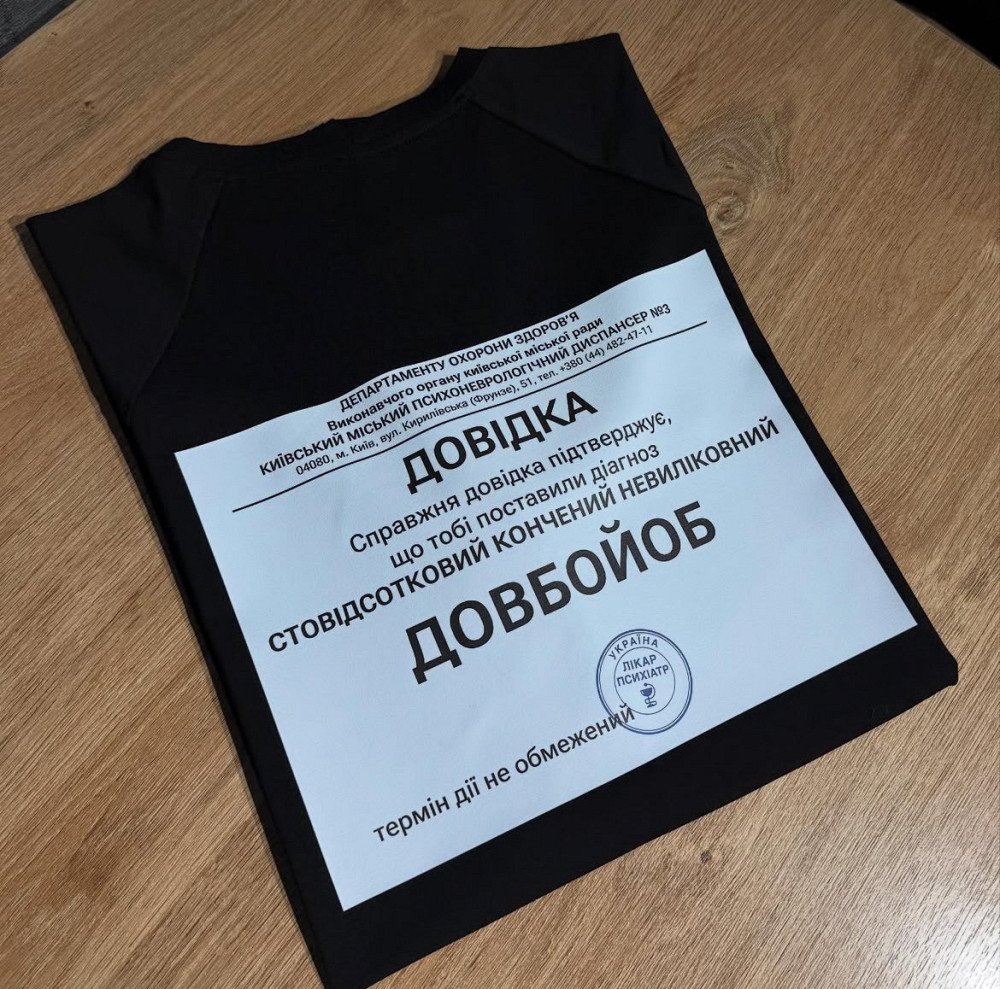 ДЕПАРТАМЕНТУ ОХОРОНИ ЗДОРОВ'Я
Виконавчого органу київської міської ради
КИЇВСЬКИЙ МІСЬКИЙ ПСИХОНЕВРОЛОГІЧНИЙ ДИСПАНСЕР №3
04080, м. Київ, вул. Кирилівська (Фрунзе), 51, тел. +380 (44) 482-47-11
ДОВІДКА
Справжня довідка підтверджує,
що тобі поставили діагноз
СТОВІДСОТКОВИЙ КОНЧЕНИЙ НЕВИЛІКОВНИЙ
ДОВБОЙОБ
УКРАЇНА
ЛІКАР
ПСИХІАТР
термін дії не обмежений